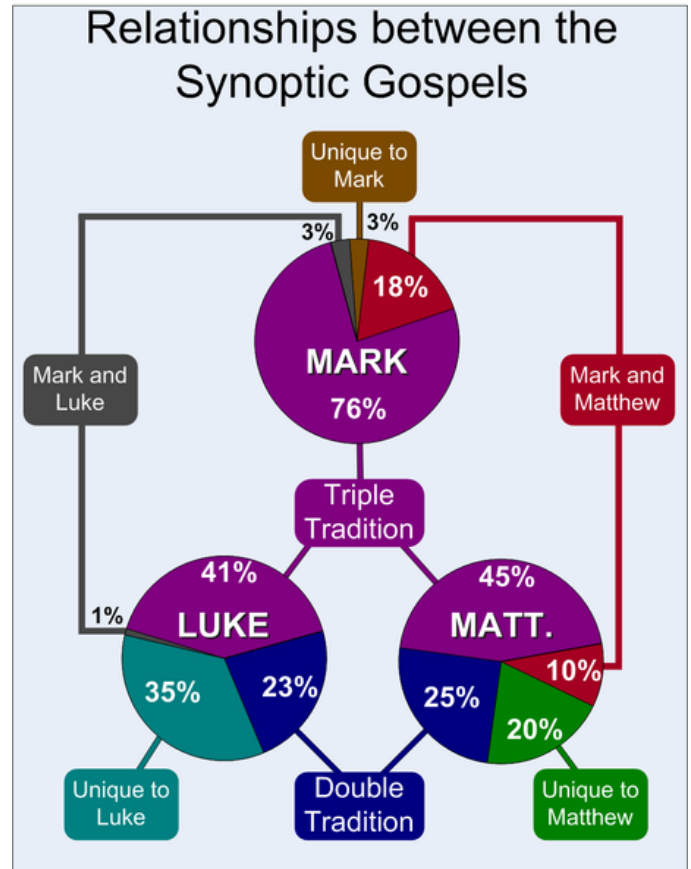 Relationships between the
Synoptic Gospels
Unique to
Mark
3%
3%
18%
MARK
76%
Mark and
Luke
Mark and
Matthew
Triple
Tradition
41%
LUKE
1%
35%
23%
45%
MATT.
10%
25%
20%
Unique to
Luke
Double
Tradition
Unique to
Matthew